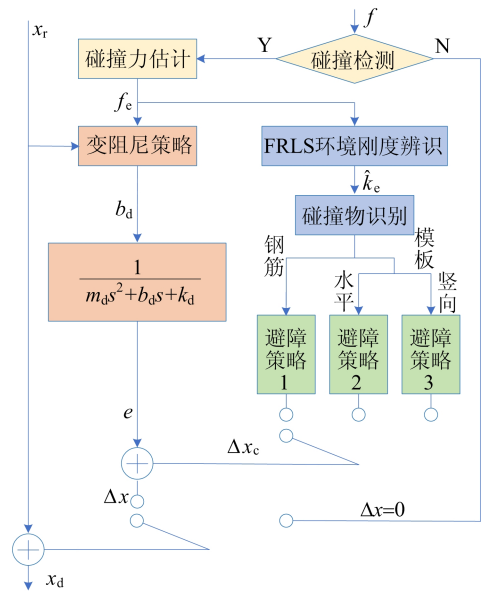 f
x_r
Y
N
碰撞力估计
碰撞检测
f_e
变阻尼策略
FRLS环境刚度辨识
k̂_e
b_d
碰撞物识别
钢筋
模板
水平
竖向
1
m_d s²+b_d s+k_d
避障
策略
1
避障
策略
2
避障
策略
3
e
Δx_c
Δx
Δx=0
x_d